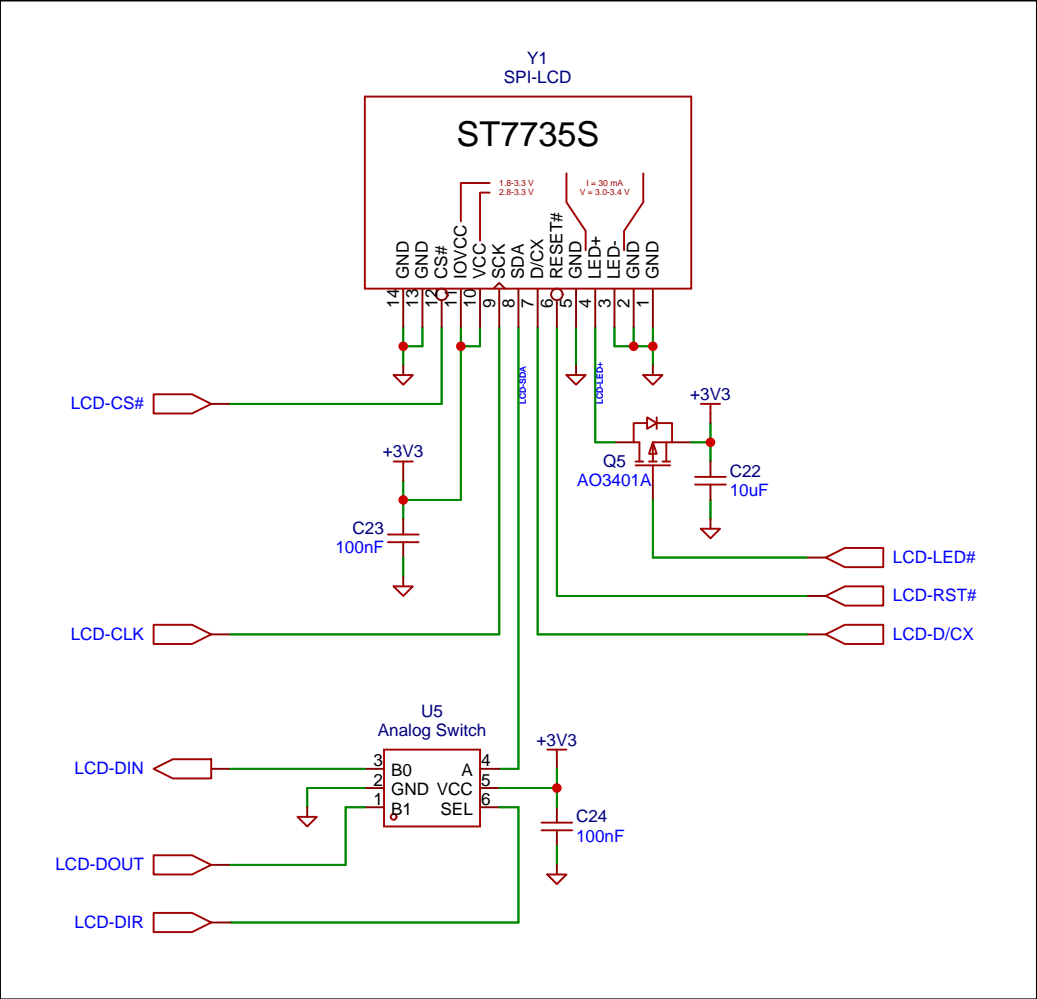 Y1
SPI-LCD
ST7735S
1.8-3.3 V
2.8-3.3 V
I = 30 mA
V = 3.0-3.4 V
GND
GND
CS#
IOVCC
VCC
SCK
SDA
D/CX
RESET#
GND
LED+
LED-
GND
GND
14
13
12
11
10
9
8
7
6
5
4
3
2
1
LCD-SDA
LCD-LED+
LCD-CS#
+3V3
+3V3
Q5
AO3401A
C22
10uF
C23
100nF
LCD-LED#
LCD-RST#
LCD-CLK
LCD-D/CX
U5
Analog Switch
+3V3
LCD-DIN
3
B0
A
4
2
GND
VCC
5
1
B1
SEL
6
C24
100nF
LCD-DOUT
LCD-DIR